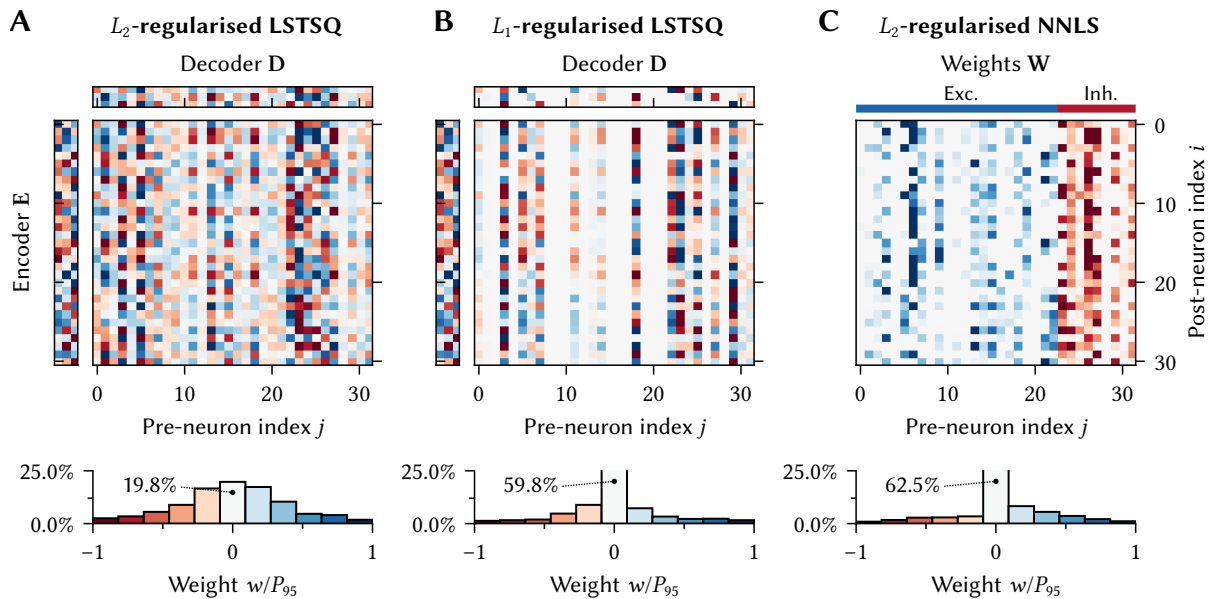 A
L₂-regularised LSTSQ
Decoder D
Encoder E
0 10 20 30
Pre-neuron index j
25.0%
19.8%
0.0%
−1 0 1
Weight w/P₉₅
B
L₁-regularised LSTSQ
Decoder D
0 10 20 30
Pre-neuron index j
25.0%
59.8%
0.0%
−1 0 1
Weight w/P₉₅
C
L₂-regularised NNLS
Weights W
Exc. Inh.
0
10
20
30
Post-neuron index i
0 10 20 30
Pre-neuron index j
25.0%
62.5%
0.0%
−1 0 1
Weight w/P₉₅